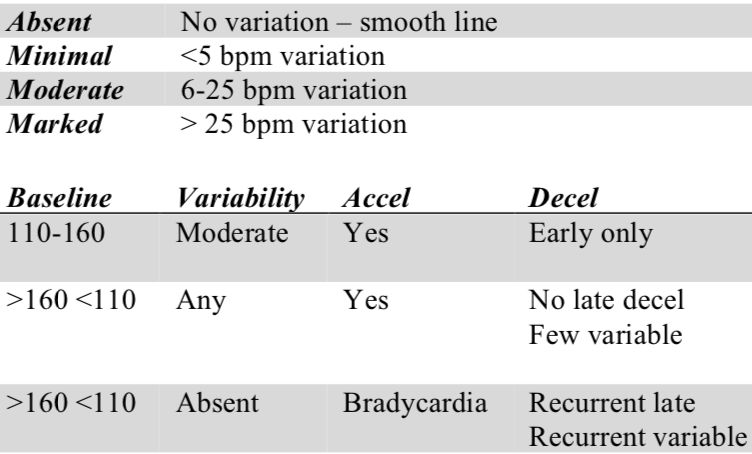 Absent No variation – smooth line
Minimal <5 bpm variation
Moderate 6-25 bpm variation
Marked > 25 bpm variation
Baseline Variability Accel Decel
110-160 Moderate Yes Early only
>160 <110 Any Yes No late decel
Few variable
>160 <110 Absent Bradycardia Recurrent late
Recurrent variable